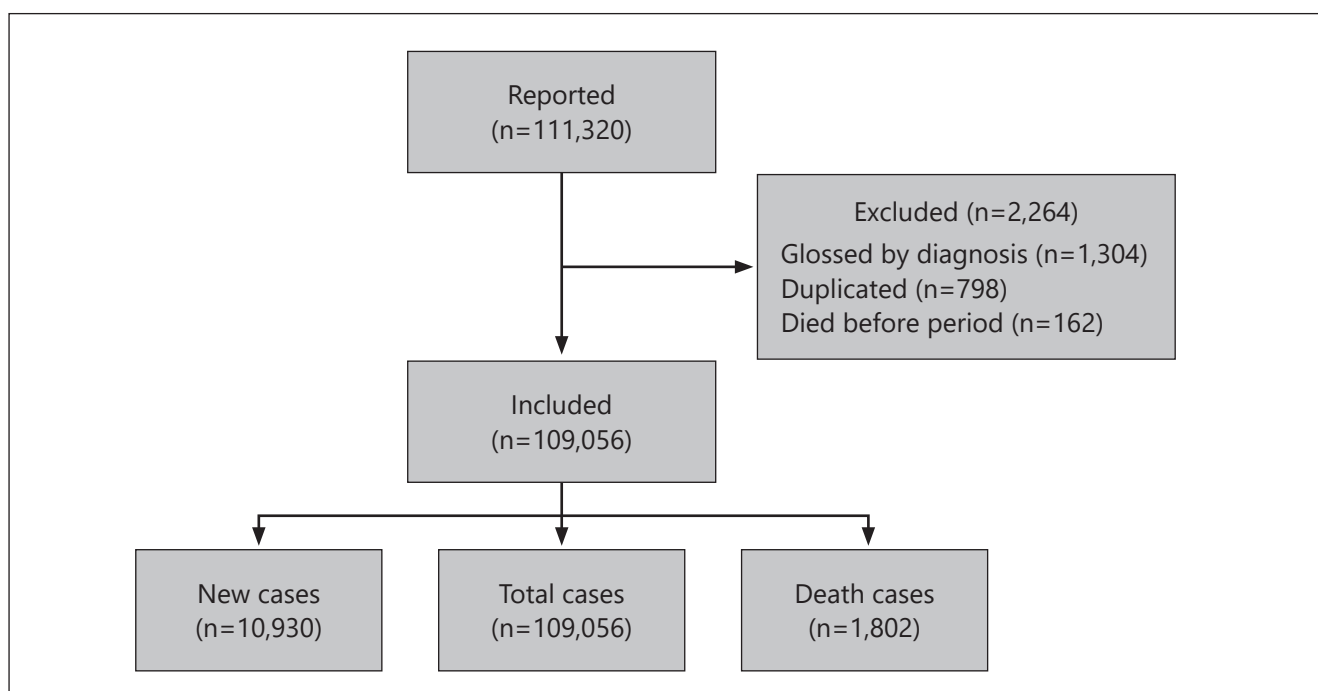 Reported
(n=111,320)
Excluded (n=2,264)
Glossed by diagnosis (n=1,304)
Duplicated (n=798)
Died before period (n=162)
Included
(n=109,056)
New cases
(n=10,930)
Total cases
(n=109,056)
Death cases
(n=1,802)